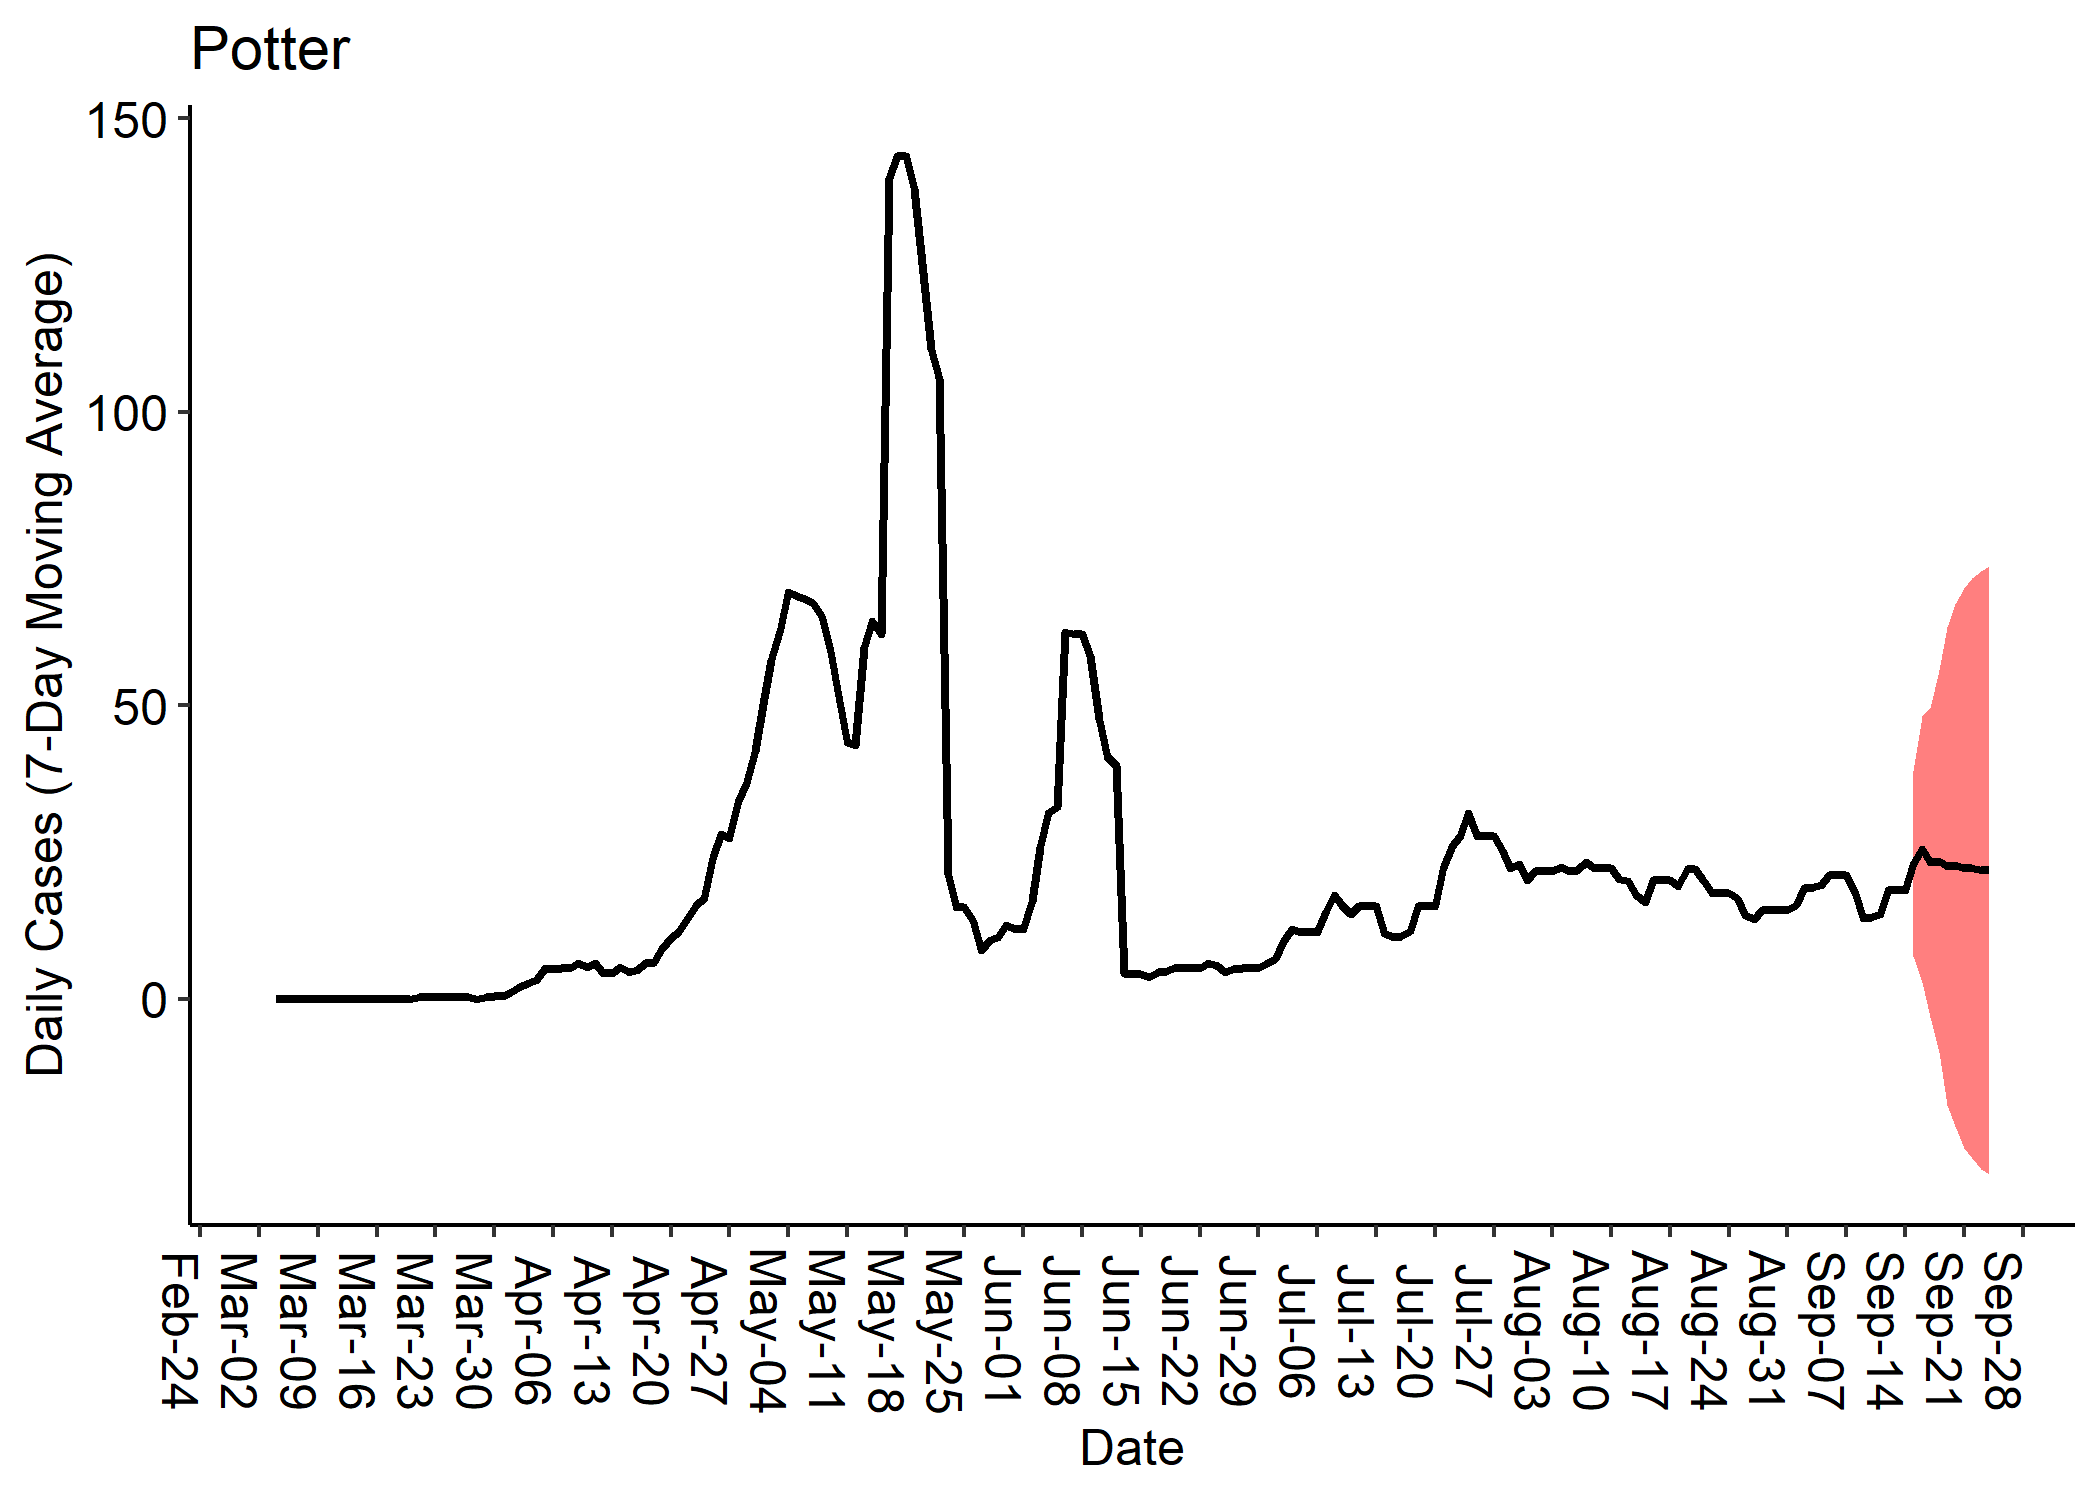 Potter
Daily Cases (7-Day Moving Average)
150
100
50
0
Feb-24
Mar-02
Mar-09
Mar-16
Mar-23
Mar-30
Apr-06
Apr-13
Apr-20
Apr-27
May-04
May-11
May-18
May-25
Jun-01
Jun-08
Jun-15
Jun-22
Jun-29
Jul-06
Jul-13
Jul-20
Jul-27
Aug-03
Aug-10
Aug-17
Aug-24
Aug-31
Sep-07
Sep-14
Sep-21
Sep-28
Date